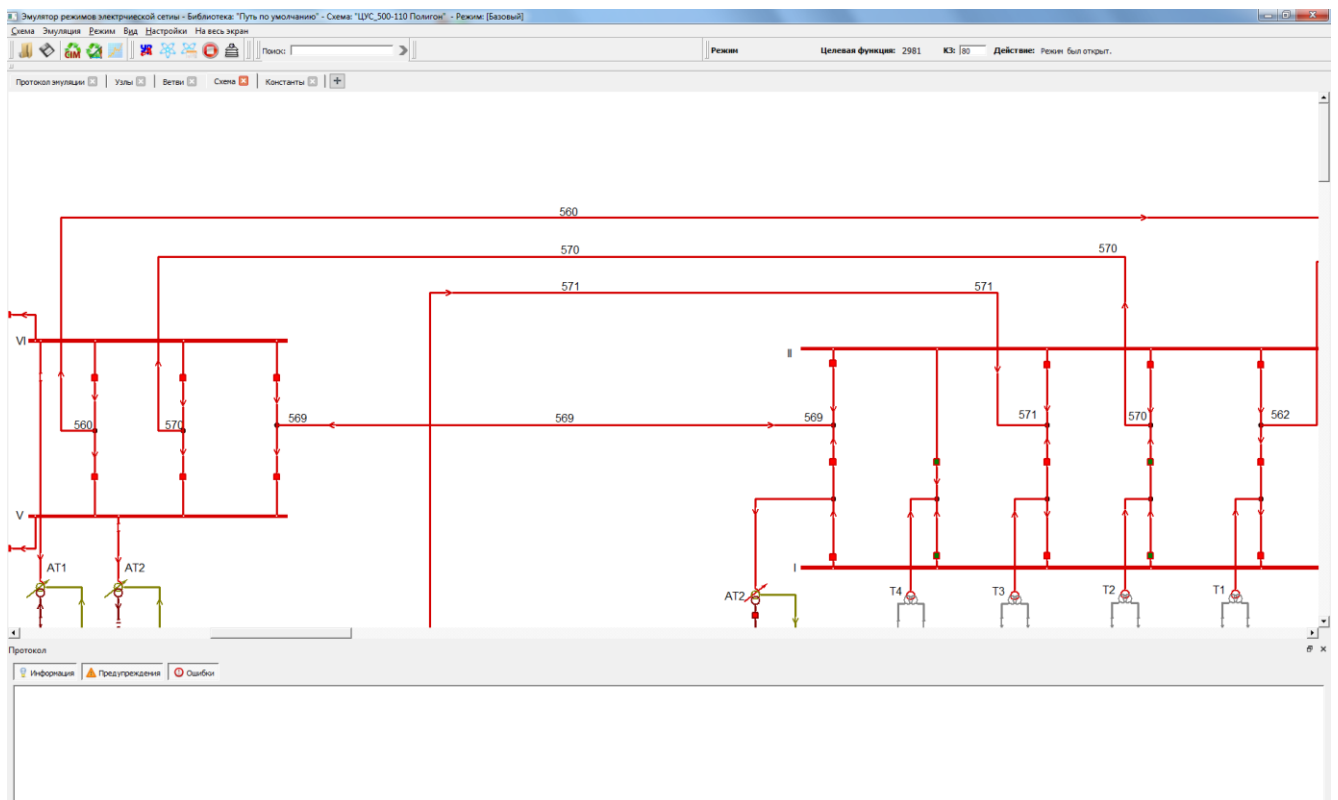 Эмулятор режимов электрчиеской сетиы - Библиотека: "Путь по умолчанию" - Схема: "ЦУС_500-110 Полигон" - Режим: [Базовый]
Схема Эмуляция Режим Вид Настройки На весь экран
CIM УР Поиск: Режим Целевая функция: 2981 КЗ: 80 Действие: Режим был открыт.
Протокол эмуляции Узлы Ветви Схема Константы
560
570 570
571 571
VI
II
560 570 569 569 569 571 570 562
V
I
AT1 AT2 AT2 T4 T3 T2 T1
Протокол
Информация Предупреждения Ошибки